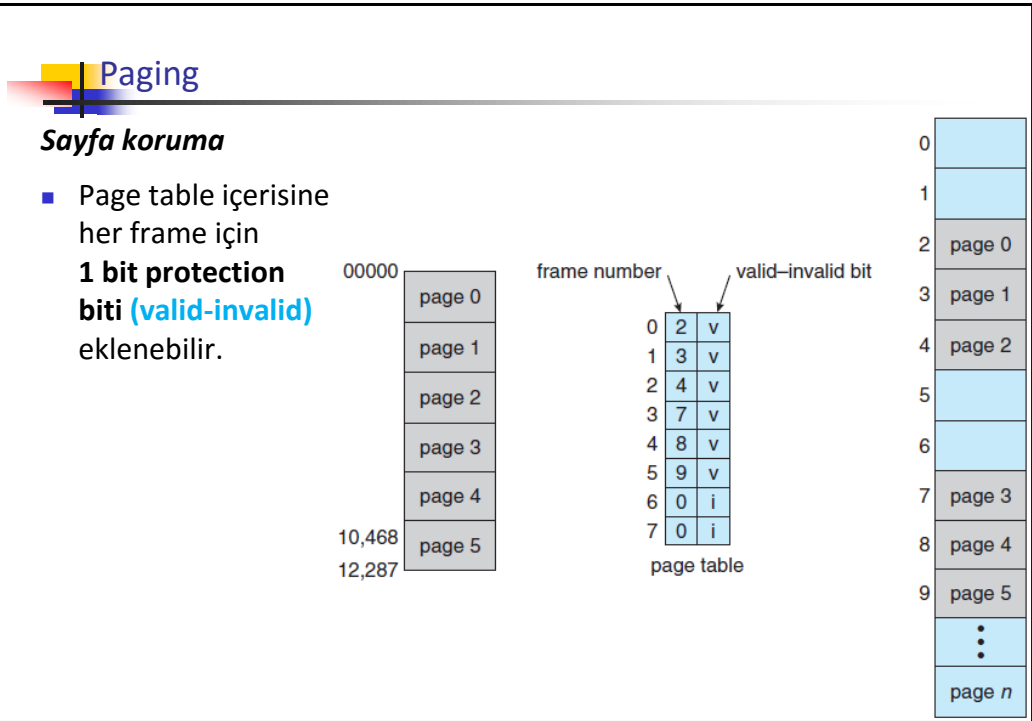 Paging
Sayfa koruma
Page table içerisine
her frame için
1 bit protection
biti (valid-invalid)
eklenebilir.
00000
page 0
page 1
page 2
page 3
page 4
10,468
page 5
12,287
frame number
valid–invalid bit
0 2 v
1 3 v
2 4 v
3 7 v
4 8 v
5 9 v
6 0 i
7 0 i
page table
0
1
2 page 0
3 page 1
4 page 2
5
6
7 page 3
8 page 4
9 page 5
page n